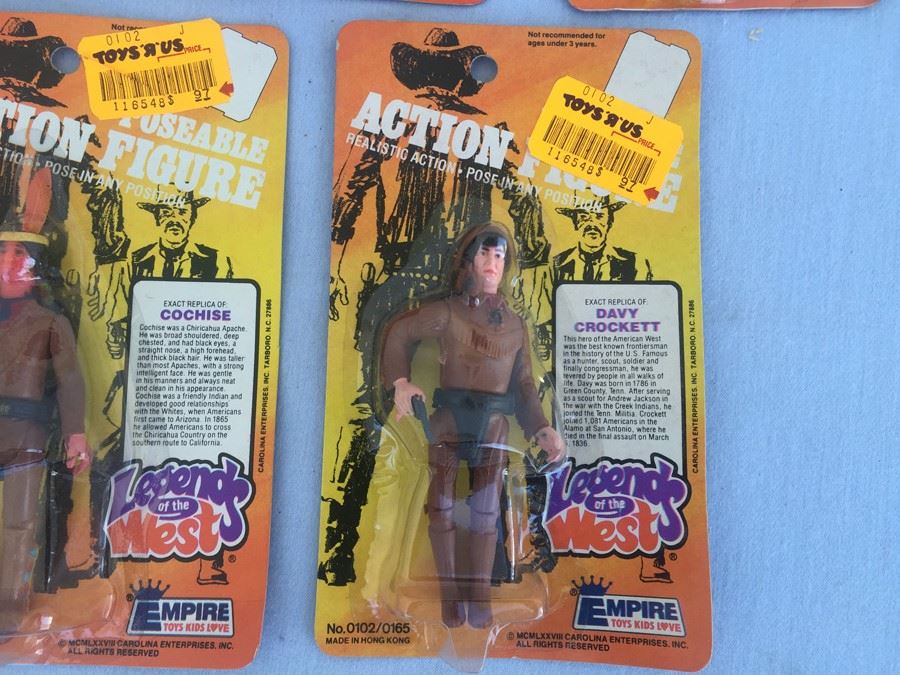 Not
0102 J
TOYS "R" US
PRICE
116548$ 97
POSEABLE
TION FIGURE
POSE IN ANY POSITION
EXACT REPLICA OF:
COCHISE
Cochise was a Chiricahua Apache.
He was broad shouldered, deep
chested, and had black eyes, a
straight nose, a high forehead,
and thick black hair. He was taller
than most Apaches, with a strong
intelligent face. He was gentle
in his manners and always neat
and clean in his appearance.
Cochise was a friendly Indian and
developed good relationships
with the Whites, when Americans
first came to Arizona. In 1865
he allowed Americans to cross
the Chiricahua Country on the
southern route to California.
CAROLINA ENTERPRISES, INC. TARBORO, N.C. 27886
Legends
of the
West
®
EMPIRE
TOYS KIDS LOVE
© MCMLXXVIII CAROLINA ENTERPRISES, INC.
ALL RIGHTS RESERVED
Not recommended for
ages under 3 years.
0102 J
TOYS "R" US
PRICE
116548$ 97
ACTION
REALISTIC ACTION • POSE IN ANY POSITION
EXACT REPLICA OF:
DAVY
CROCKETT
This hero of the American West
was the best known frontiersman
in the history of the U.S. Famous
as a hunter, scout, soldier and
finally congressman, he was
revered by people in all walks of
life. Davy was born in 1786 in
Green County, Tenn. After serving
as a scout for Andrew Jackson in
the war with the Creek Indians, he
joined the Tenn. Militia. Crockett
joined 1,081 Americans in the
Alamo at San Antonio, where he
died in the final assault on March
, 1836.
CAROLINA ENTERPRISES, INC. TARBORO, N.C. 27886
Legends
of the
West
®
EMPIRE
TOYS KIDS LOVE
No. 0102/0165
MADE IN HONG KONG
© MCMLXXVIII CAROLINA ENTERPRISES, INC.
ALL RIGHTS RESERVED